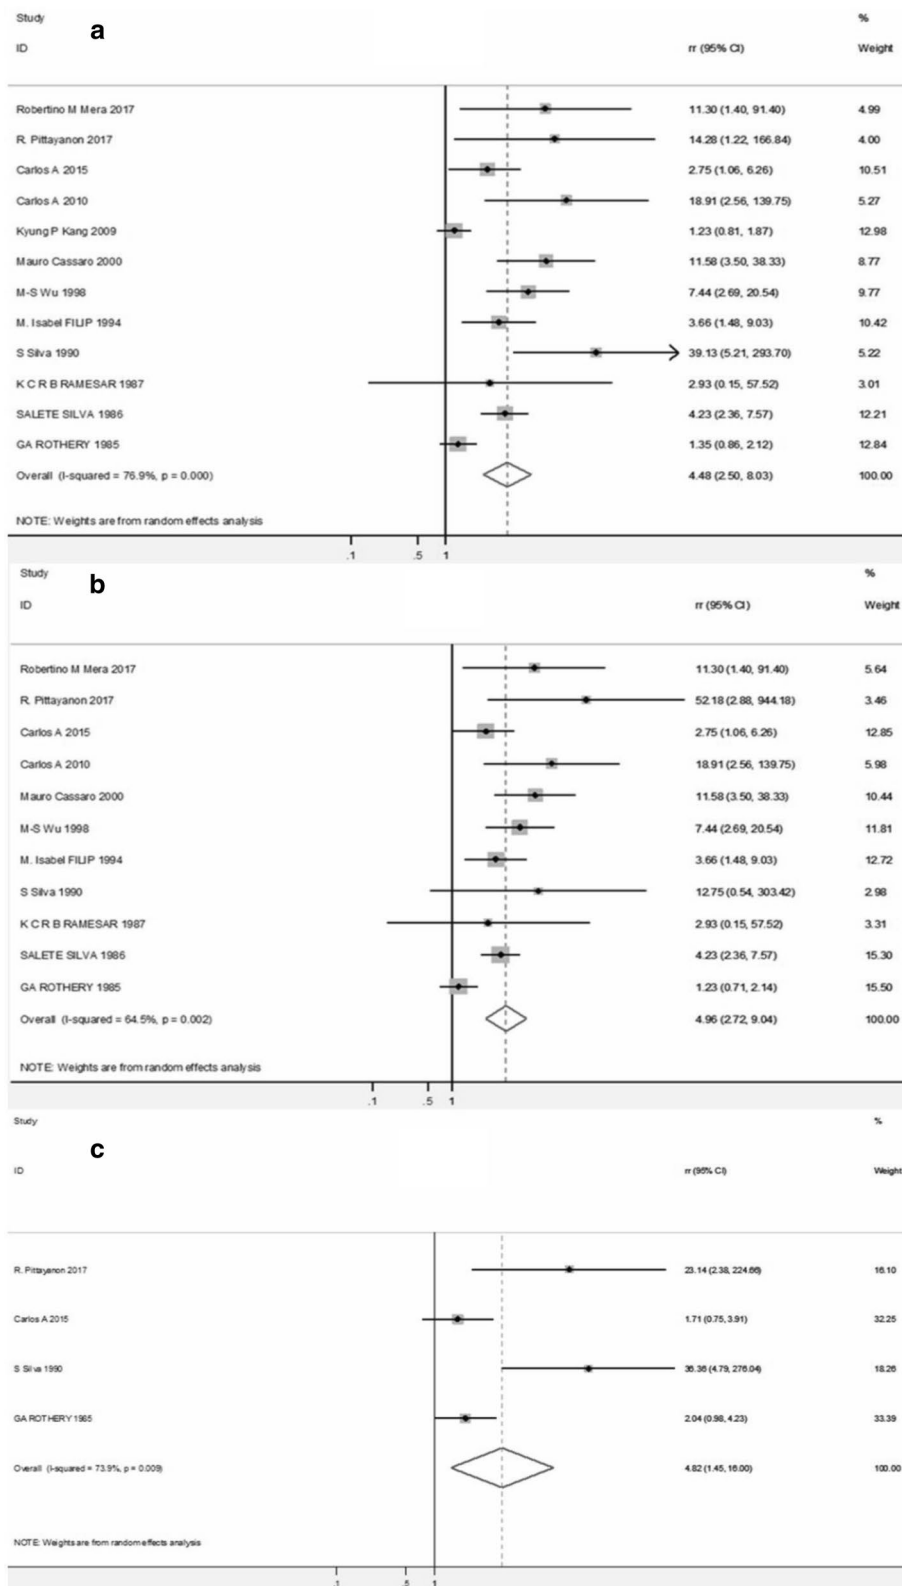 Study %
a
ID rr (95% CI) Weight
Robertino M Mera 2017 11.30 (1.40, 91.40) 4.99
R. Pittayanon 2017 14.28 (1.22, 166.84) 4.00
Carlos A 2015 2.75 (1.06, 6.26) 10.51
Carlos A 2010 18.91 (2.56, 139.75) 5.27
Kyung P Kang 2009 1.23 (0.81, 1.87) 12.98
Mauro Cassaro 2000 11.58 (3.50, 38.33) 8.77
M-S Wu 1998 7.44 (2.69, 20.54) 9.77
M. Isabel FILIP 1994 3.66 (1.48, 9.03) 10.42
S Silva 1990 39.13 (5.21, 293.70) 5.22
K C R B RAMESAR 1987 2.93 (0.15, 57.52) 3.01
SALETE SILVA 1986 4.23 (2.36, 7.57) 12.21
GA ROTHERY 1985 1.35 (0.86, 2.12) 12.84
Overall (I-squared = 76.9%, p = 0.000) 4.48 (2.50, 8.03) 100.00
NOTE: Weights are from random effects analysis
.1 .5 1
Study %
b
ID rr (95% CI) Weight
Robertino M Mera 2017 11.30 (1.40, 91.40) 5.64
R. Pittayanon 2017 52.18 (2.88, 944.18) 3.46
Carlos A 2015 2.75 (1.06, 6.26) 12.85
Carlos A 2010 18.91 (2.56, 139.75) 5.98
Mauro Cassaro 2000 11.58 (3.50, 38.33) 10.44
M-S Wu 1998 7.44 (2.69, 20.54) 11.81
M. Isabel FILIP 1994 3.66 (1.48, 9.03) 12.72
S Silva 1990 12.75 (0.54, 303.42) 2.98
K C R B RAMESAR 1987 2.93 (0.15, 57.52) 3.31
SALETE SILVA 1986 4.23 (2.36, 7.57) 15.30
GA ROTHERY 1985 1.23 (0.71, 2.14) 15.50
Overall (I-squared = 64.5%, p = 0.002) 4.96 (2.72, 9.04) 100.00
NOTE: Weights are from random effects analysis
.1 .5 1
Study %
c
ID rr (95% CI) Weight
R. Pittayanon 2017 23.14 (2.38, 224.66) 16.10
Carlos A 2015 1.71 (0.75, 3.91) 32.25
S Silva 1990 36.36 (4.79, 276.04) 18.26
GA ROTHERY 1985 2.04 (0.98, 4.23) 33.39
Overall (I-squared = 73.9%, p = 0.009) 4.82 (1.45, 16.00) 100.00
NOTE: Weights are from random effects analysis
.1 .5 1